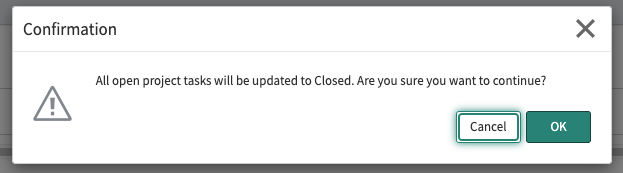 Confirmation
All open project tasks will be updated to Closed. Are you sure you want to continue?
Cancel
OK